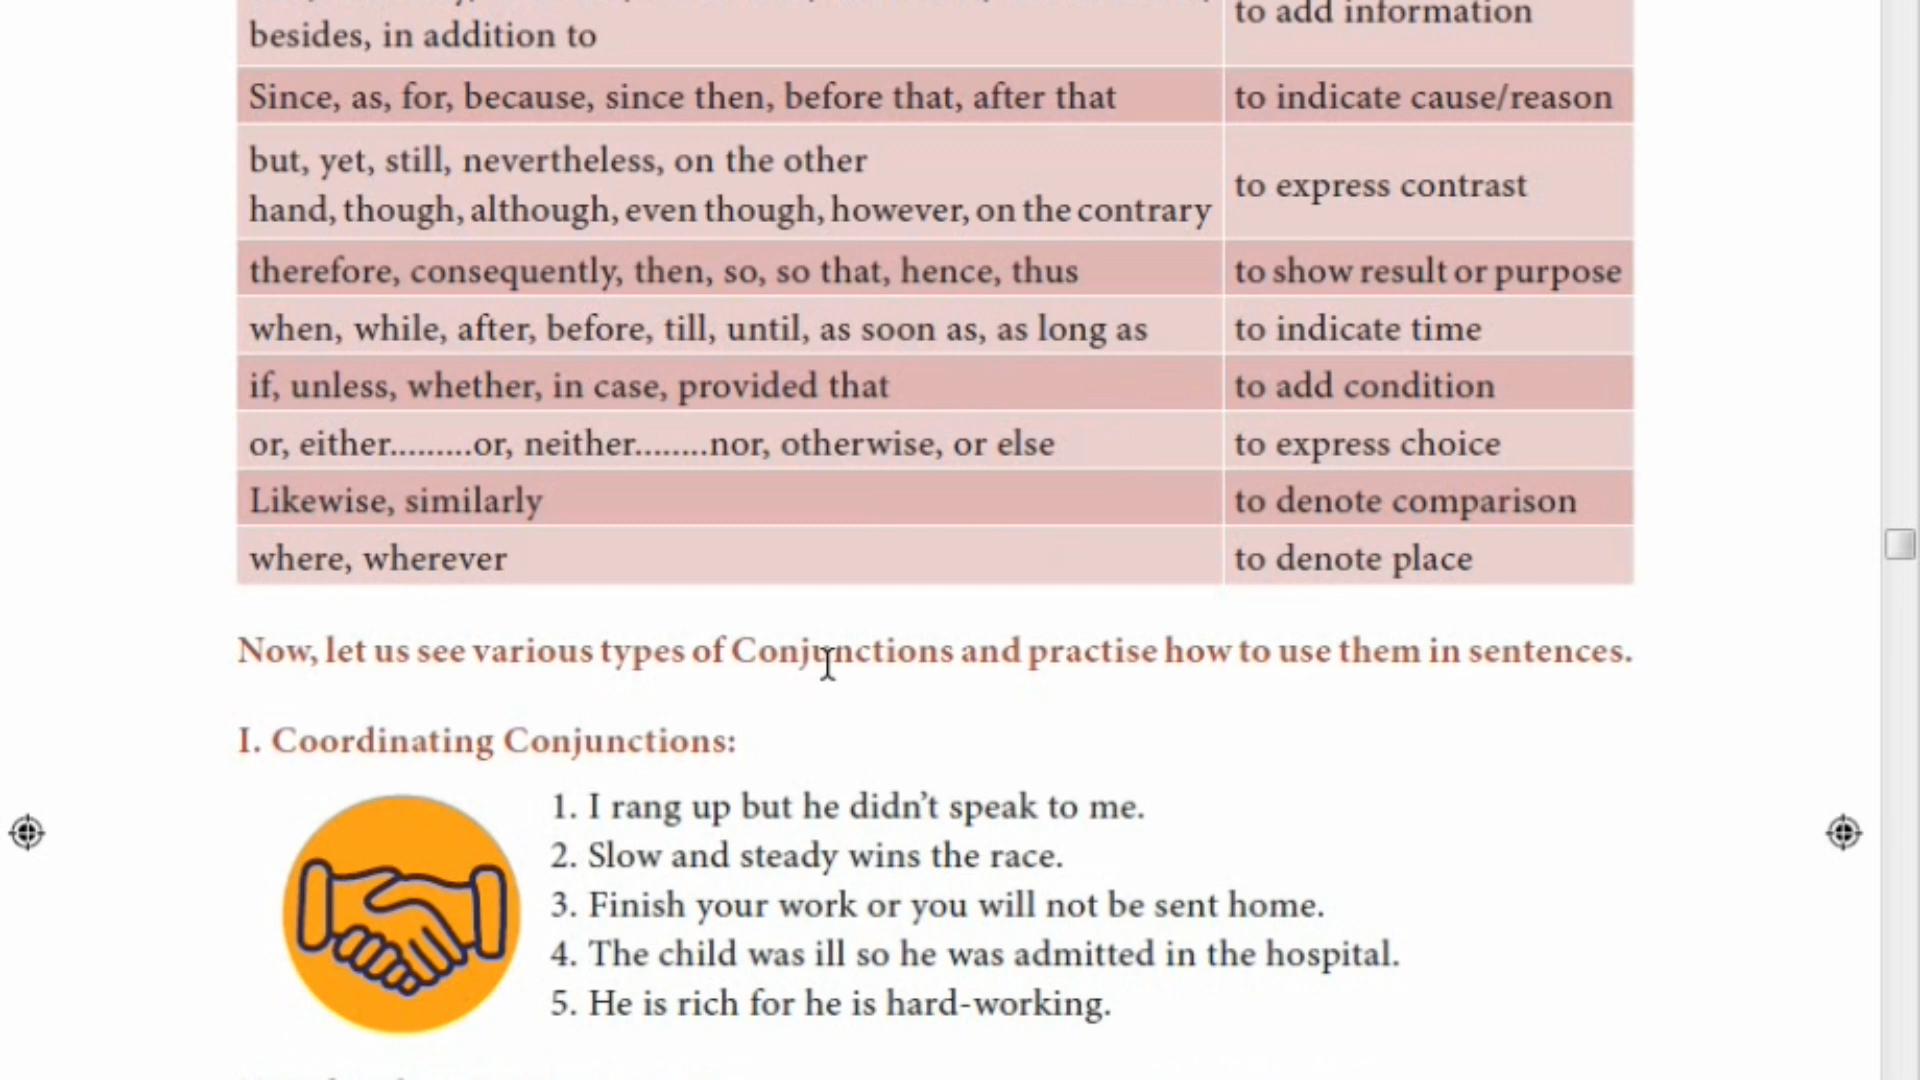 to add information
besides, in addition to
Since, as, for, because, since then, before that, after that to indicate cause/reason
but, yet, still, nevertheless, on the other
hand, though, although, even though, however, on the contrary
to express contrast
therefore, consequently, then, so, so that, hence, thus to show result or purpose
when, while, after, before, till, until, as soon as, as long as to indicate time
if, unless, whether, in case, provided that to add condition
or, either.........or, neither........nor, otherwise, or else to express choice
Likewise, similarly to denote comparison
where, wherever to denote place
Now, let us see various types of Conjunctions and practise how to use them in sentences.
I. Coordinating Conjunctions:
1. I rang up but he didn't speak to me.
2. Slow and steady wins the race.
3. Finish your work or you will not be sent home.
4. The child was ill so he was admitted in the hospital.
5. He is rich for he is hard-working.